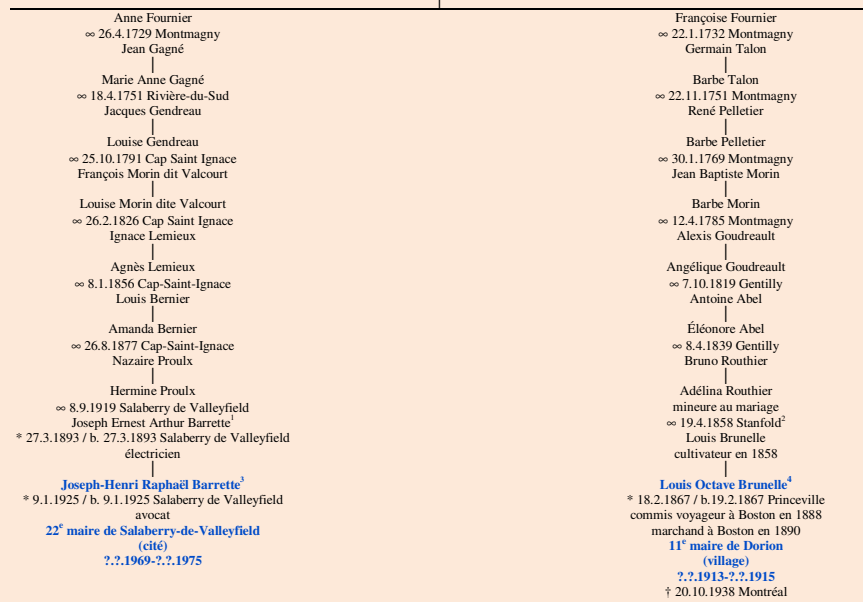 Anne Fournier
∞ 26.4.1729 Montmagny
Jean Gagné
Marie Anne Gagné
∞ 18.4.1751 Rivière-du-Sud
Jacques Gendreau
Louise Gendreau
∞ 25.10.1791 Cap Saint Ignace
François Morin dit Valcourt
Louise Morin dite Valcourt
∞ 26.2.1826 Cap Saint Ignace
Ignace Lemieux
Agnès Lemieux
∞ 8.1.1856 Cap-Saint-Ignace
Louis Bernier
Amanda Bernier
∞ 26.8.1877 Cap-Saint-Ignace
Nazaire Proulx
Hermine Proulx
∞ 8.9.1919 Salaberry de Valleyfield
Joseph Ernest Arthur Barrette¹
* 27.3.1893 / b. 27.3.1893 Salaberry de Valleyfield
électricien
Joseph-Henri Raphaël Barrette³
* 9.1.1925 / b. 9.1.1925 Salaberry de Valleyfield
avocat
22ᵉ maire de Salaberry-de-Valleyfield
(cité)
?.?.1969-?.?.1975
Françoise Fournier
∞ 22.1.1732 Montmagny
Germain Talon
Barbe Talon
∞ 22.11.1751 Montmagny
René Pelletier
Barbe Pelletier
∞ 30.1.1769 Montmagny
Jean Baptiste Morin
Barbe Morin
∞ 12.4.1785 Montmagny
Alexis Goudreault
Angélique Goudreault
∞ 7.10.1819 Gentilly
Antoine Abel
Éléonore Abel
∞ 8.4.1839 Gentilly
Bruno Routhier
Adélina Routhier
mineure au mariage
∞ 19.4.1858 Stanfold²
Louis Brunelle
cultivateur en 1858
Louis Octave Brunelle⁴
* 18.2.1867 / b.19.2.1867 Princeville
commis voyageur à Boston en 1888
marchand à Boston en 1890
11ᵉ maire de Dorion
(village)
?.?.1913-?.?.1915
† 20.10.1938 Montréal